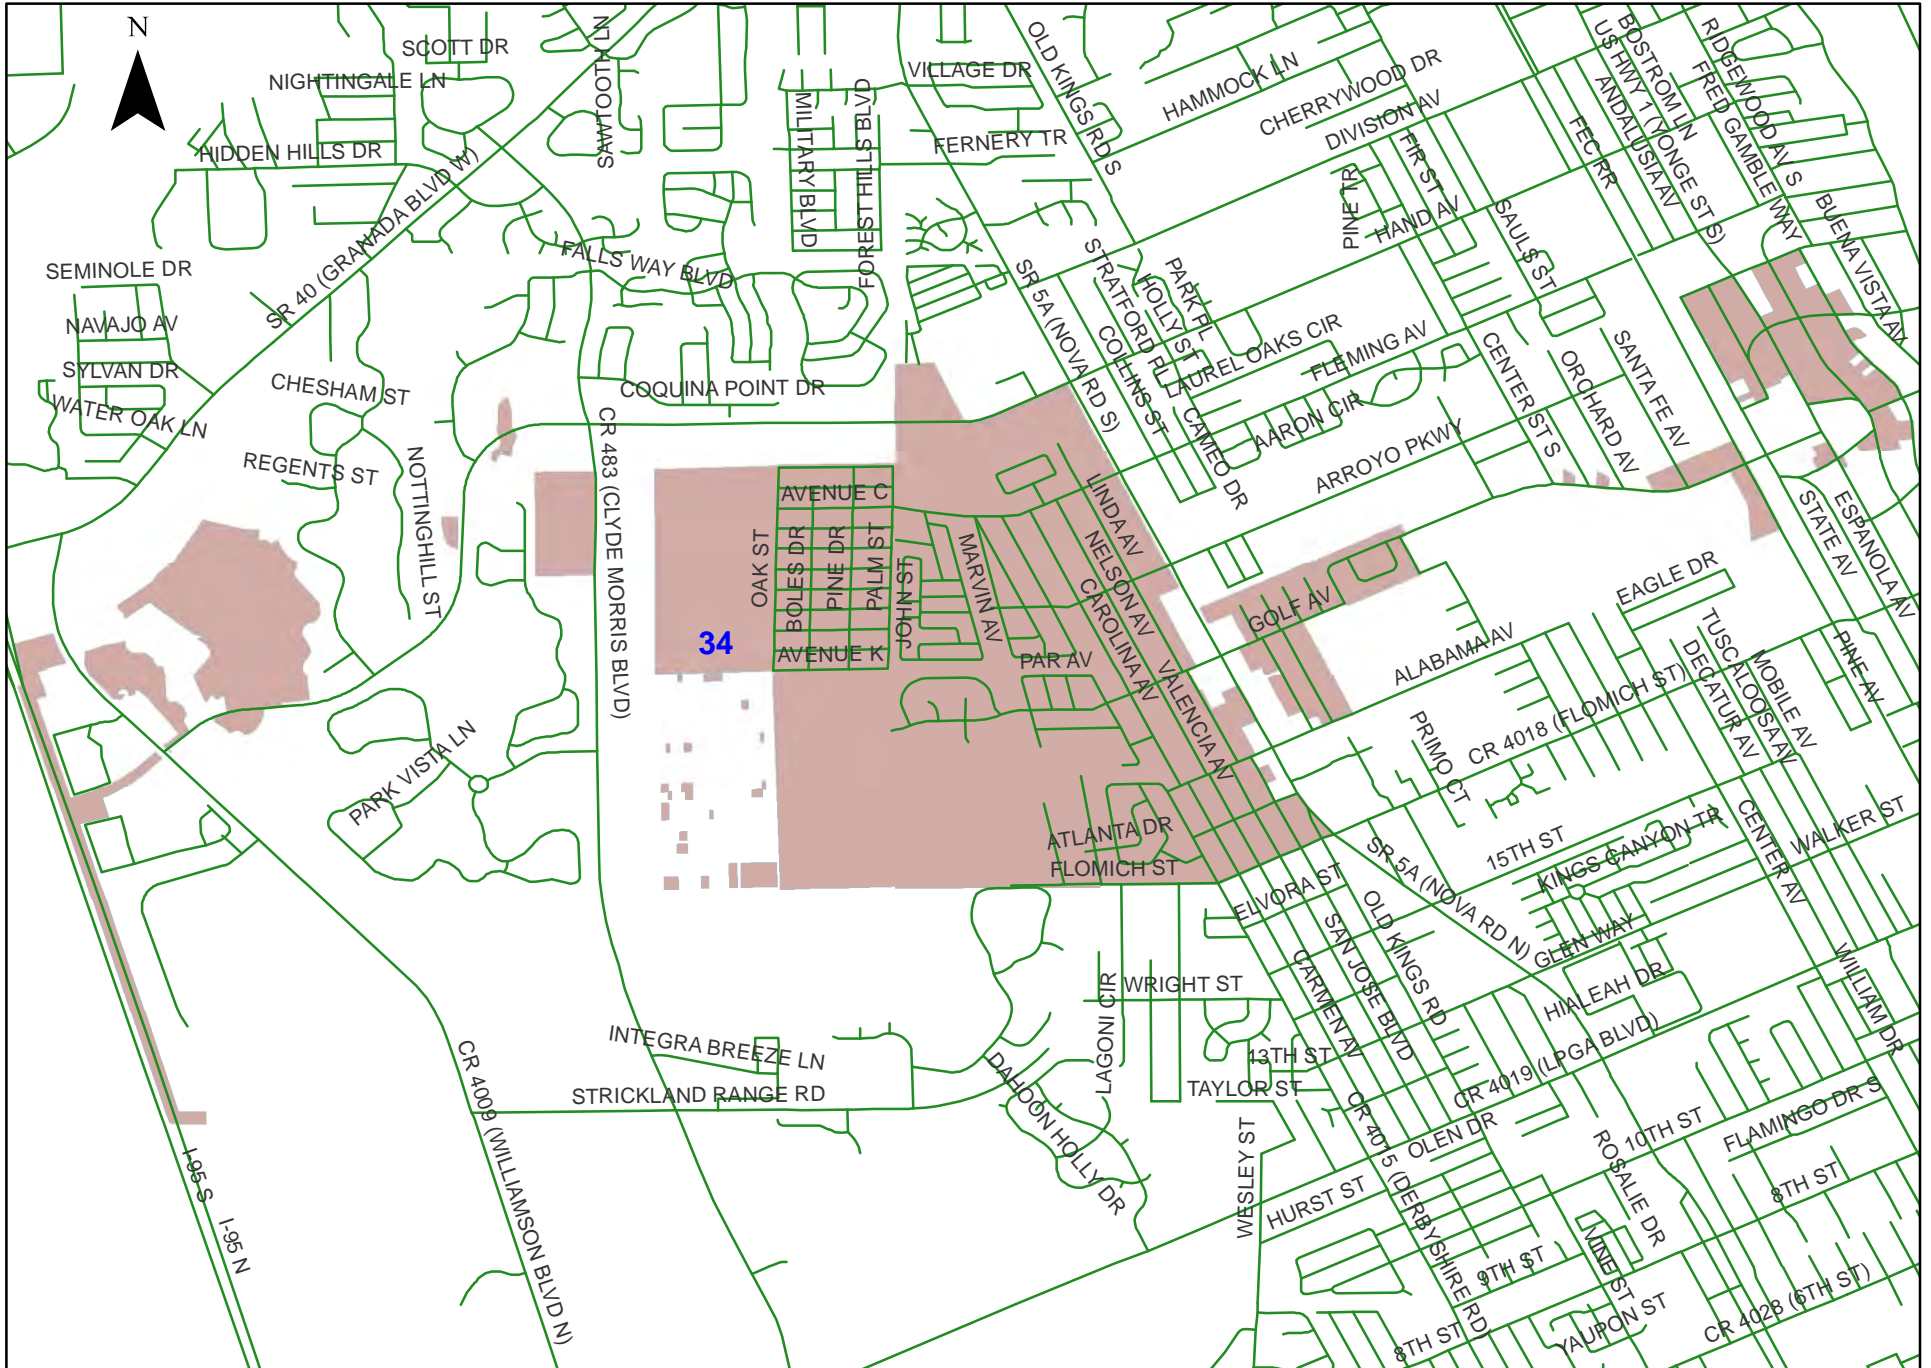 N
SCOTT DR
NIGHTINGALE LN
HIDDEN HILLS DR
SAWTOOTH LN
MILITARY BLVD
FOREST HILLS BLVD
VILLAGE DR
FERNERY TR
OLD KINGS RD S
HAMMOCK LN
CHERRYWOOD DR
DIVISION AV
FIR ST
PINE TR
HAND AV
SAULS ST
FEC RR
BOSTROM LN
US HWY 1 (YONGE ST S)
ANDALUSIA AV
RIDGEWOOD AV S
FRED GAMBLE WAY
BUENA VISTA AV
SEMINOLE DR
NAVAJO AV
SYLVAN DR
WATER OAK LN
SR 40 (GRANADA BLVD W)
FALLS WAY BLVD
COQUINA POINT DR
CHESHAM ST
REGENTS ST
NOTTINGHILL ST
CR 483 (CLYDE MORRIS BLVD)
SR 5A (NOVA RD S)
STRATFORD PL
HOLLY ST
PARK PL
COLLINS ST
LAUREL OAKS CIR
FLEMING AV
AARON CIR
CAMEO DR
ARROYO PKWY
CENTER ST S
ORCHARD AV
SANTA FE AV
STATE AV
ESPANOLA AV
AVENUE C
OAK ST
BOLES DR
PINE DR
PALM ST
JOHN ST
MARVIN AV
AVENUE K
34
LINDA AV
NELSON AV
CAROLINA AV
VALENCIA AV
PAR AV
GOLF AV
EAGLE DR
ALABAMA AV
CR 4018 (FLOMICH ST)
TUSCALOOSA AV
DECATUR AV
MOBILE AV
PINE AV
PRIMO CT
PARK VISTA LN
ATLANTA DR
FLOMICH ST
ELVORA ST
SR 5A (NOVA RD N)
15TH ST
KINGS CANYON TR
CENTER AV
WALKER ST
GLEN WAY
OLD KINGS RD
SAN JOSE BLVD
CARMEN AV
HIALEAH DR
WILLIAM DR
WRIGHT ST
LAGONI CIR
13TH ST
TAYLOR ST
CR 4019 (LPGA BLVD)
INTEGRA BREEZE LN
STRICKLAND RANGE RD
DAHOON HOLLY DR
CR 4009 (WILLIAMSON BLVD N)
I-95 S
I-95 N
WESLEY ST
HURST ST
OLEN DR
CR 4015 (DERBYSHIRE RD)
10TH ST
FLAMINGO DR S
ROSALIE DR
8TH ST
9TH ST
VINE ST
YAUPON ST
8TH ST
CR 4028 (6TH ST)